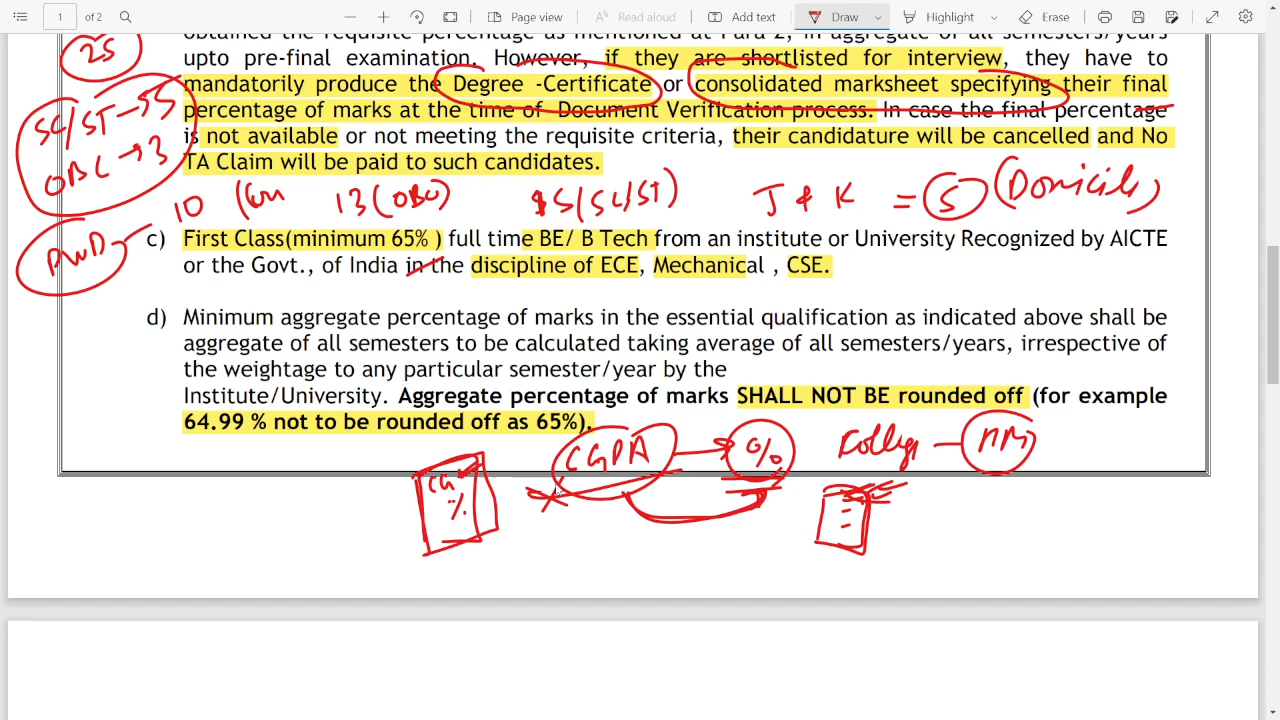 1 of 2 Page view Read aloud Add text Draw Highlight Erase
25
obtained the requisite percentage as mentioned at Para 2, in aggregate of all semesters/years
upto pre-final examination. However, if they are shortlisted for interview, they have to
mandatorily produce the Degree -Certificate or consolidated marksheet specifying their final
percentage of marks at the time of Document Verification process. In case the final percentage
is not available or not meeting the requisite criteria, their candidature will be cancelled and No
TA Claim will be paid to such candidates.
SC/ST → 55
OBC → 3
10 (Gen 13 (OBC) 5 (SC/ST) J & K = 5 (Domicile)
PWD
c) First Class(minimum 65% ) full time BE/ B Tech from an institute or University Recognized by AICTE
or the Govt., of India in the discipline of ECE, Mechanical , CSE.
d) Minimum aggregate percentage of marks in the essential qualification as indicated above shall be
aggregate of all semesters to be calculated taking average of all semesters/years, irrespective of
the weightage to any particular semester/year by the
Institute/University. Aggregate percentage of marks SHALL NOT BE rounded off (for example
64.99 % not to be rounded off as 65%).
CGPA → % College —
CG
%